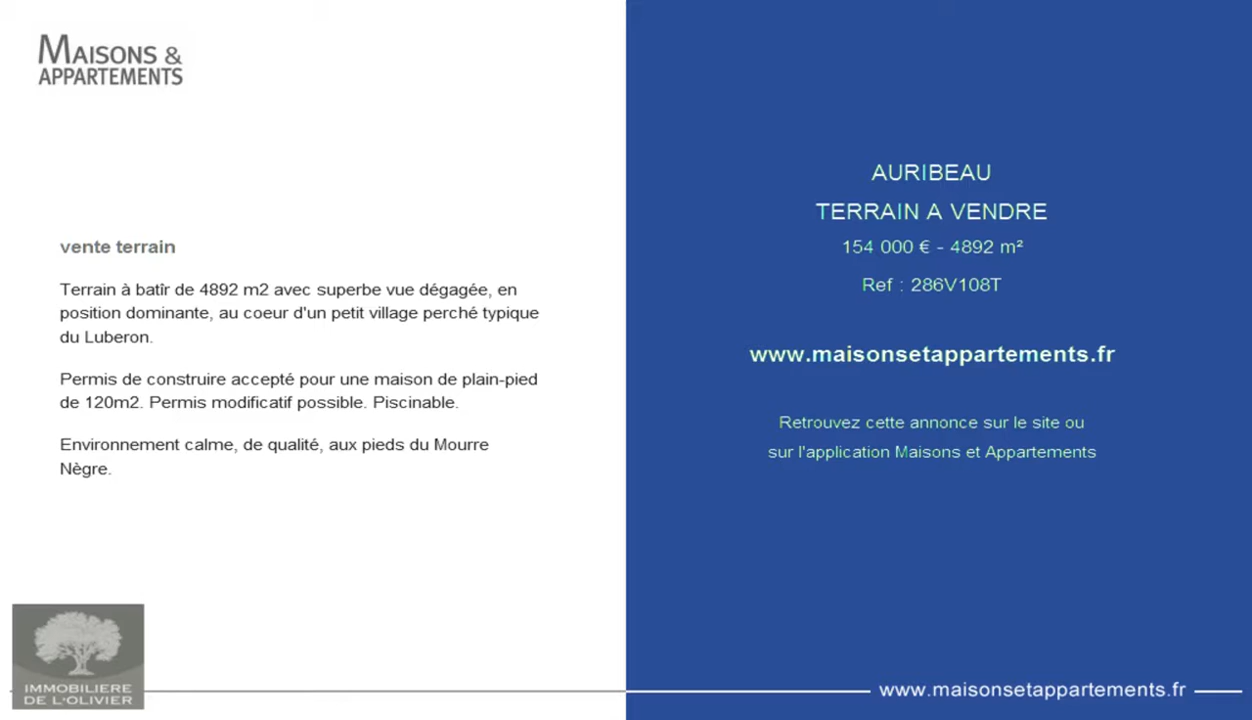 MAISONS &
APPARTEMENTS
vente terrain
Terrain à batîr de 4892 m2 avec superbe vue dégagée, en
position dominante, au coeur d'un petit village perché typique
du Luberon.
Permis de construire accepté pour une maison de plain-pied
de 120m2. Permis modificatif possible. Piscinable.
Environnement calme, de qualité, aux pieds du Mourre
Nègre.
IMMOBILIERE
DE L'OLIVIER
AURIBEAU
TERRAIN A VENDRE
154 000 € - 4892 m²
Ref : 286V108T
www.maisonsetappartements.fr
Retrouvez cette annonce sur le site ou
sur l'application Maisons et Appartements
www.maisonsetappartements.fr